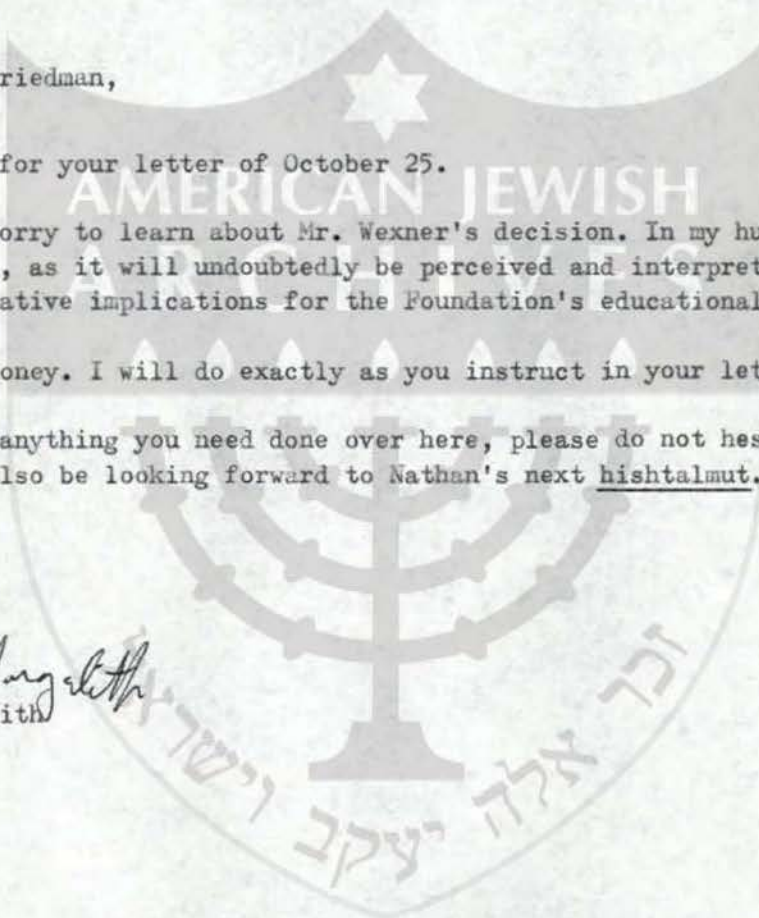 riedman,
for your letter of October 25.
AMERICAN JEWISH
ARCHIVES
orry to learn about Mr. Wexner's decision. In my hu
, as it will undoubtedly be perceived and interpret
ative implications for the Foundation's educational
oney. I will do exactly as you instruct in your let
anything you need done over here, please do not hes
lso be looking forward to Nathan's next hishtalmut.
ith
זכר אלה יעקב וישראל